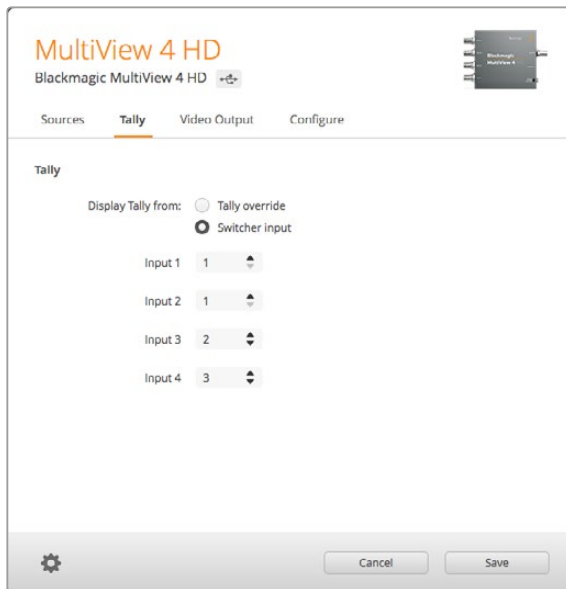 MultiView 4 HD
Blackmagic MultiView 4 HD
Sources Tally Video Output Configure
Tally
Display Tally from: Tally override
Switcher input
Input 1 1
Input 2 1
Input 3 2
Input 4 3
Cancel Save